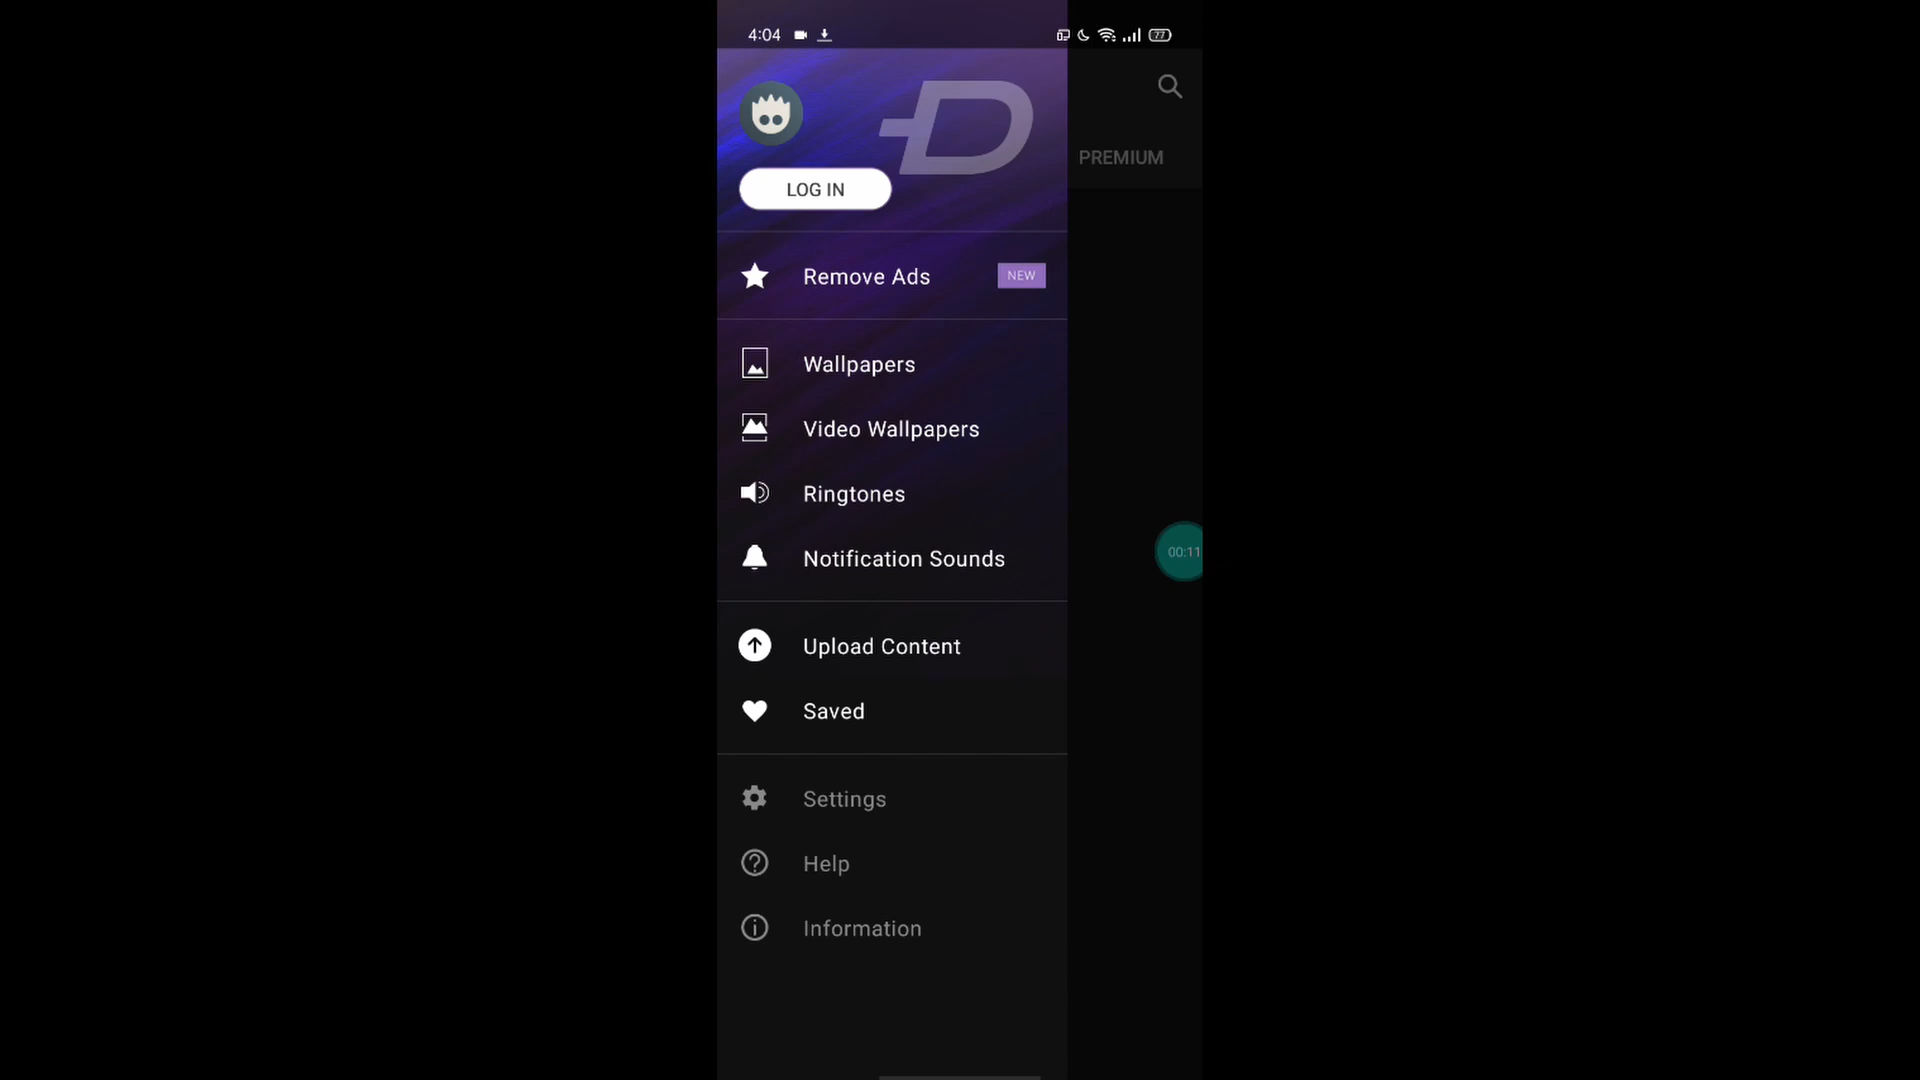 4:04
77
PREMIUM
LOG IN
Remove Ads
NEW
Wallpapers
Video Wallpapers
Ringtones
Notification Sounds
00:11
Upload Content
Saved
Settings
Help
Information